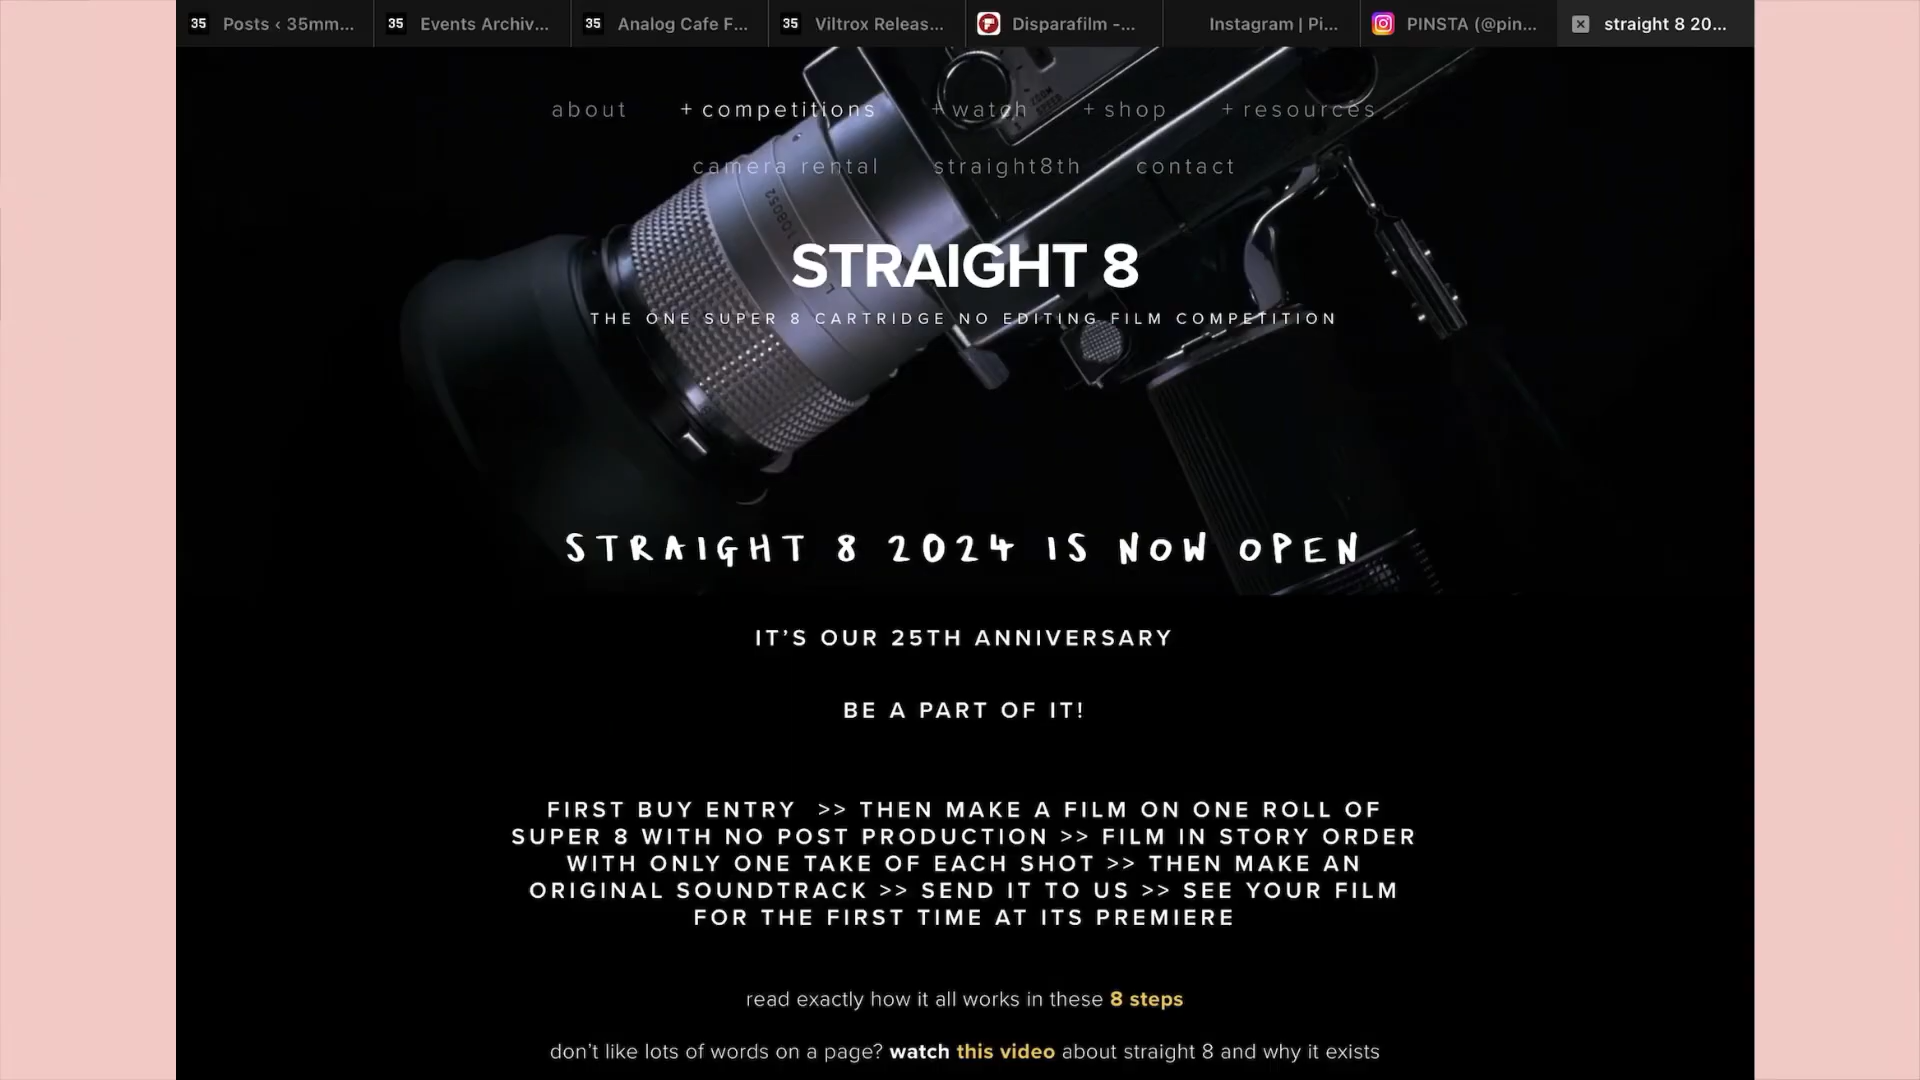 35 Posts ‹ 35mm... 35 Events Archiv... 35 Analog Cafe F... 35 Viltrox Releas... Disparafilm -... Instagram | Pi... PINSTA (@pin... straight 8 20...
about + competitions + watch + shop + resources
camera rental straight8th contact
1108052
L
STRAIGHT 8
THE ONE SUPER 8 CARTRIDGE NO EDITING FILM COMPETITION
STRAIGHT 8 2024 IS NOW OPEN
IT'S OUR 25TH ANNIVERSARY
BE A PART OF IT!
FIRST BUY ENTRY >> THEN MAKE A FILM ON ONE ROLL OF
SUPER 8 WITH NO POST PRODUCTION >> FILM IN STORY ORDER
WITH ONLY ONE TAKE OF EACH SHOT >> THEN MAKE AN
ORIGINAL SOUNDTRACK >> SEND IT TO US >> SEE YOUR FILM
FOR THE FIRST TIME AT ITS PREMIERE
read exactly how it all works in these 8 steps
don't like lots of words on a page? watch this video about straight 8 and why it exists